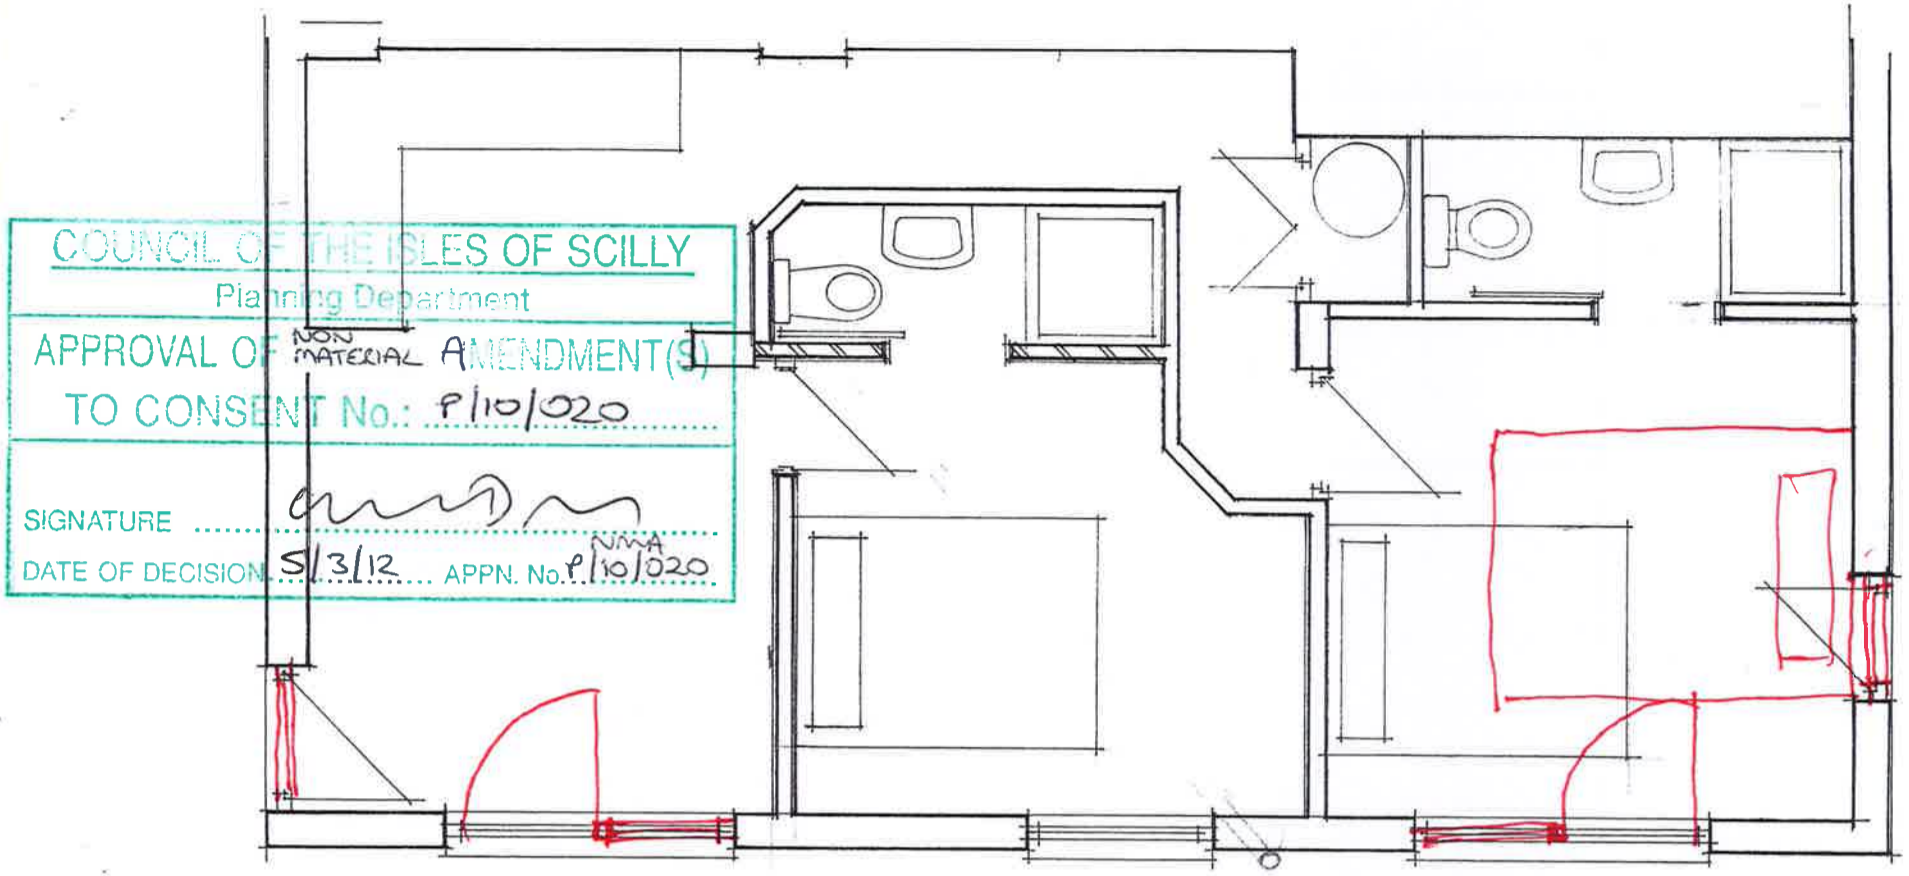 COUNCIL OF THE ISLES OF SCILLY
Planning Department
APPROVAL OF NON MATERIAL AMENDMENT(S)
TO CONSENT No.: P/10/020
SIGNATURE
DATE OF DECISION 5/3/12 APPN. No. P/10/020 NMA